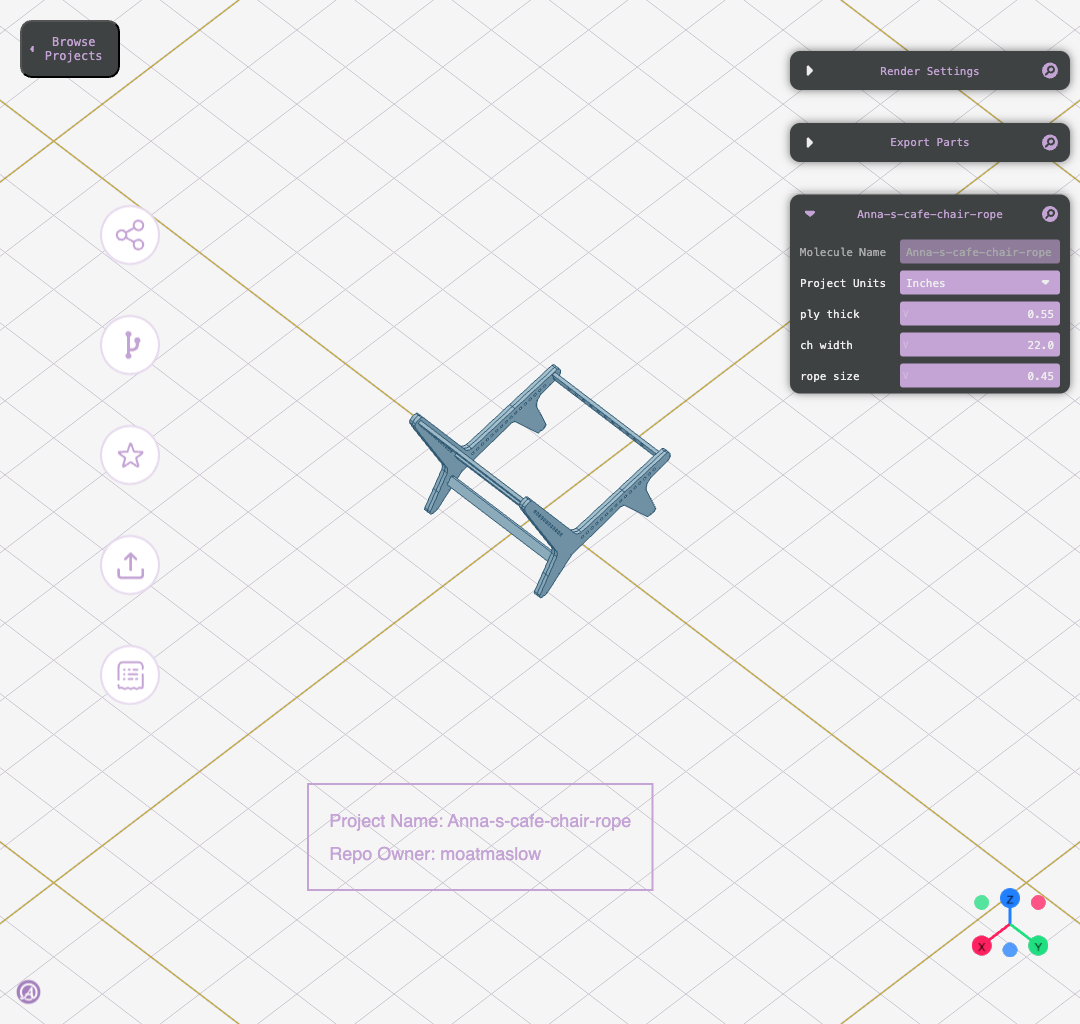 Browse
Projects
Render Settings
Export Parts
Anna-s-cafe-chair-rope
Molecule Name Anna-s-cafe-chair-rope
Project Units Inches
ply thick V 0.55
ch width V 22.0
rope size V 0.45
Project Name: Anna-s-cafe-chair-rope
Repo Owner: moatmaslow
Z
X
Y